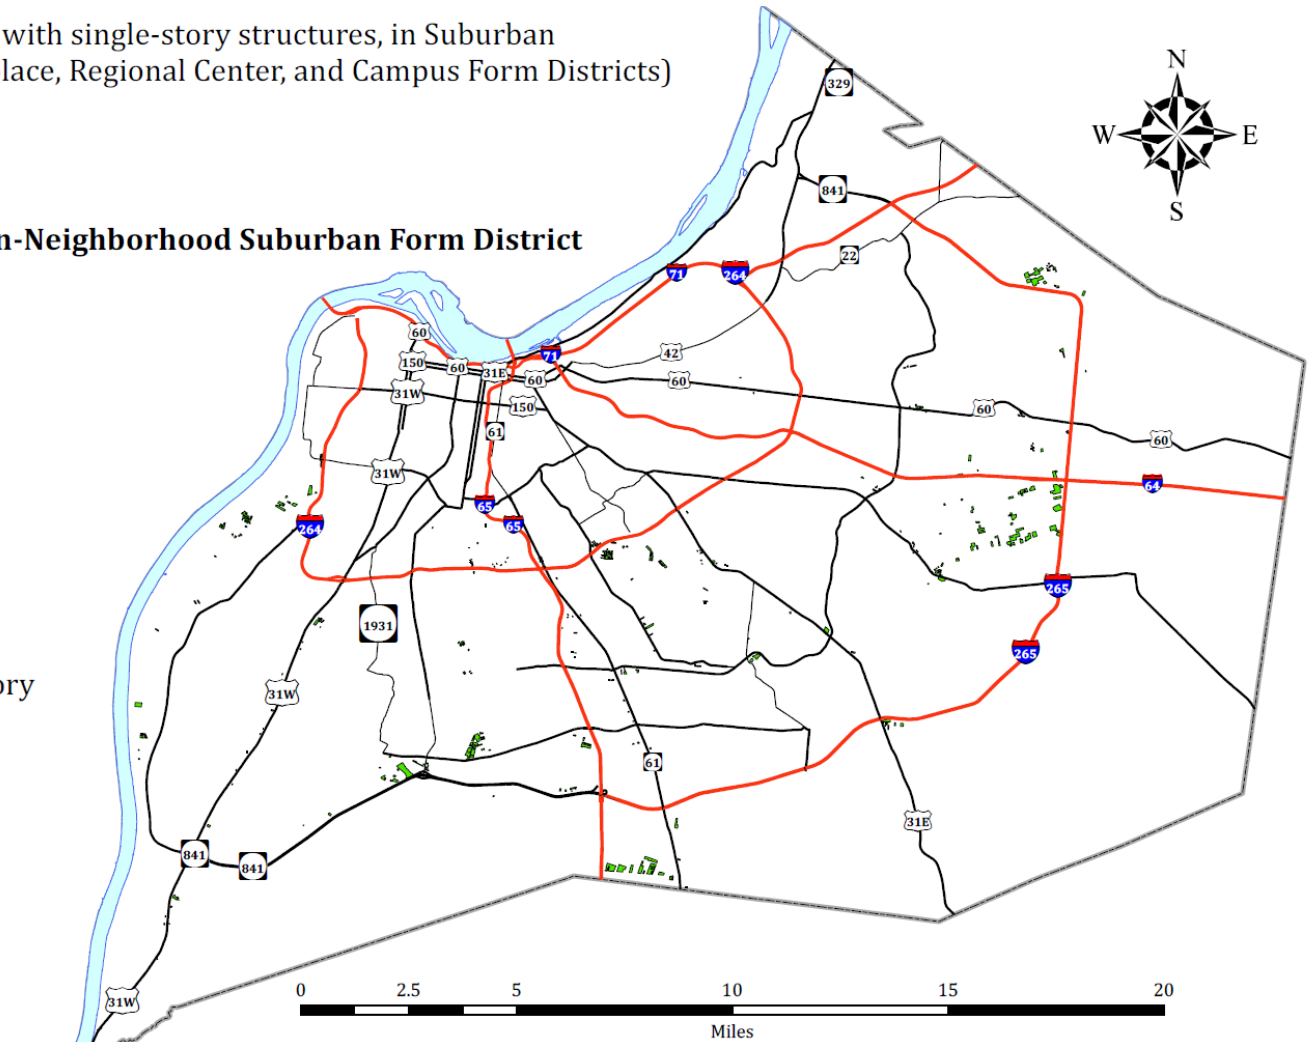 with single-story structures, in Suburban
lace, Regional Center, and Campus Form Districts)
n-Neighborhood Suburban Form District
ory
N
W E
S
329
841
22
71 264
60
150 60 31E 71 60 42 60
31W 150 60
61 60
31W
65 65 64
264
265
1931
265
31W
61
31E
841 841
31W
0 2.5 5 10 15 20
Miles